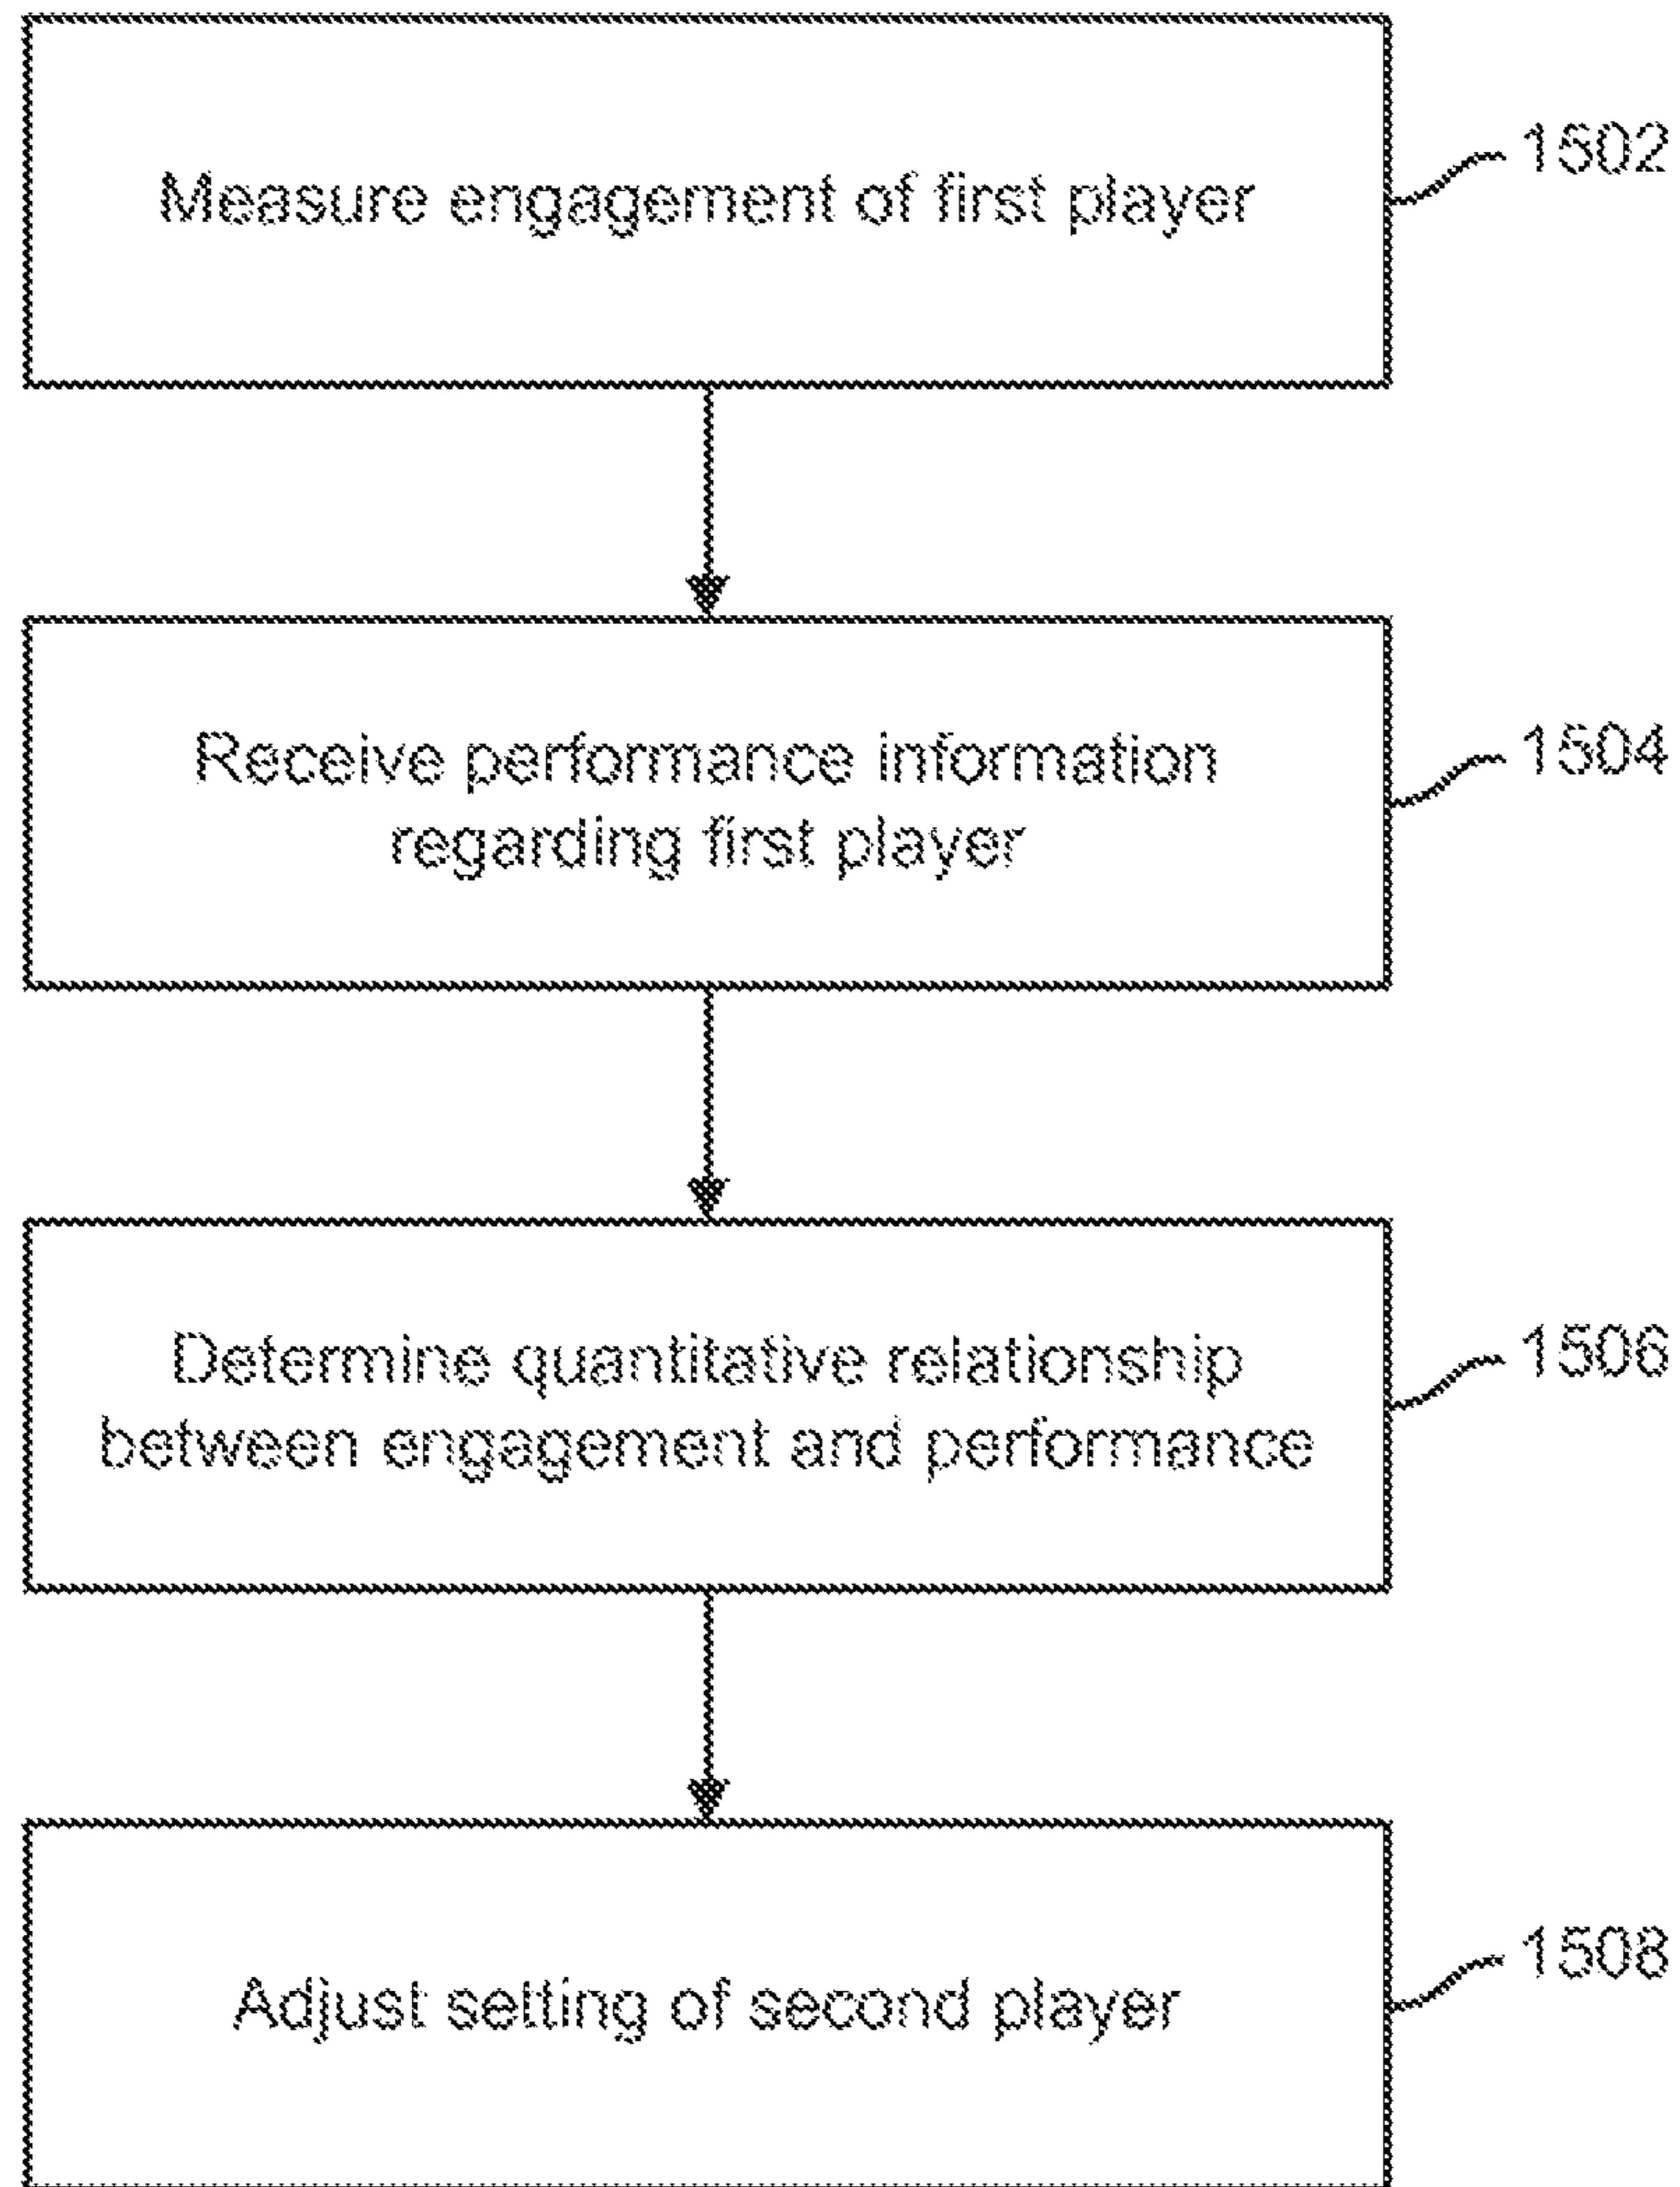 Measure engagement of first player
1502
Receive performance information
regarding first player
1504
Determine quantitative relationship
between engagement and performance
1506
Adjust setting of second player
1508